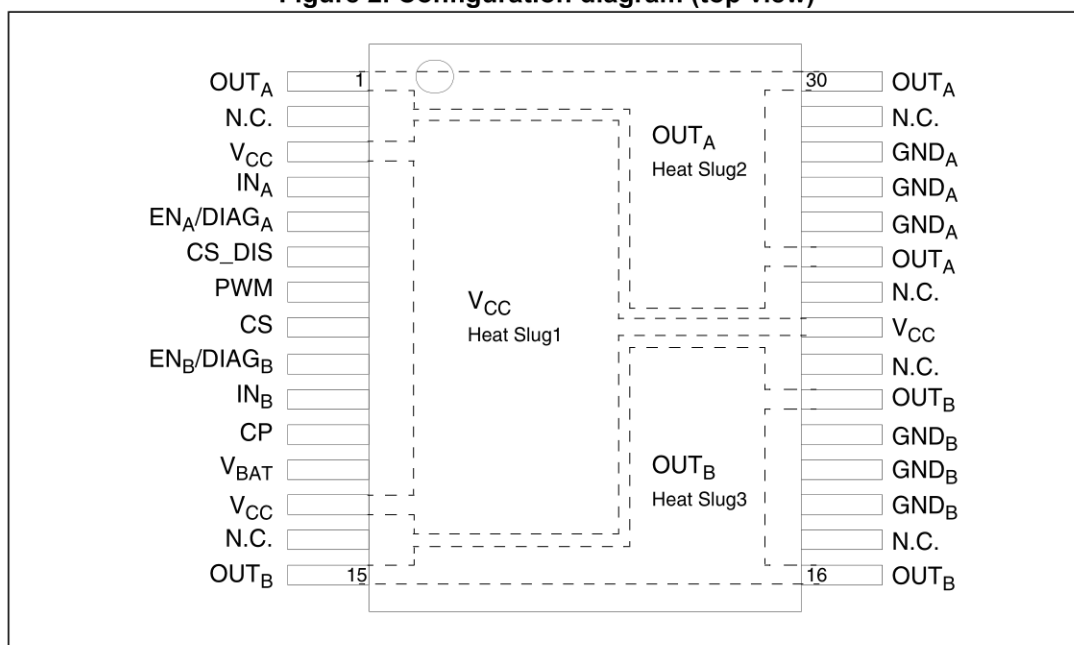 Figure 2. Configuration diagram (top view)
OUTA 1
N.C.
VCC
INA
ENA/DIAGA
CS_DIS
PWM
CS
ENB/DIAGB
INB
CP
VBAT
VCC
N.C.
OUTB 15
VCC
Heat Slug1
OUTA
Heat Slug2
OUTB
Heat Slug3
30 OUTA
N.C.
GNDA
GNDA
GNDA
OUTA
N.C.
VCC
N.C.
OUTB
GNDB
GNDB
GNDB
N.C.
16 OUTB